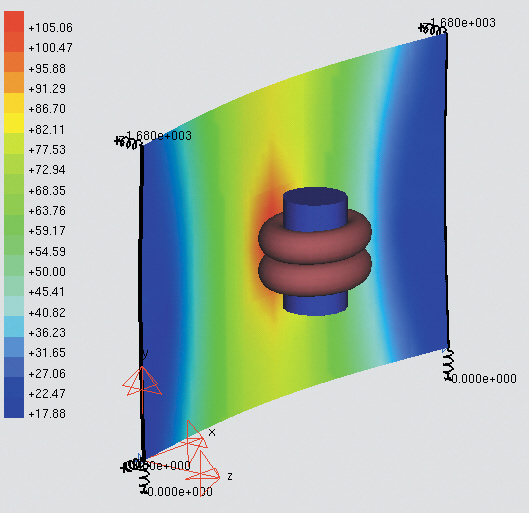 +105.06
+100.47
+95.88
+91.29
+86.70
+82.11
+77.53
+72.94
+68.35
+63.76
+59.17
+54.59
+50.00
+45.41
+40.82
+36.23
+31.65
+27.06
+22.47
+17.88
1.680e+003
1.680e+003
y
0.000e+000
x
z
0.000e+000